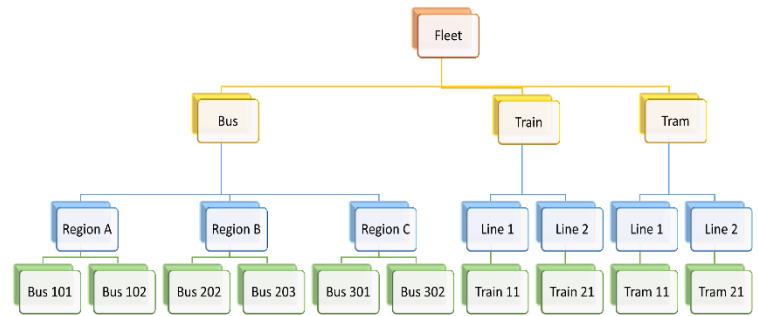 Fleet
Bus
Train
Tram
Region A
Region B
Region C
Line 1
Line 2
Line 1
Line 2
Bus 101
Bus 102
Bus 202
Bus 203
Bus 301
Bus 302
Train 11
Train 21
Tram 11
Tram 21